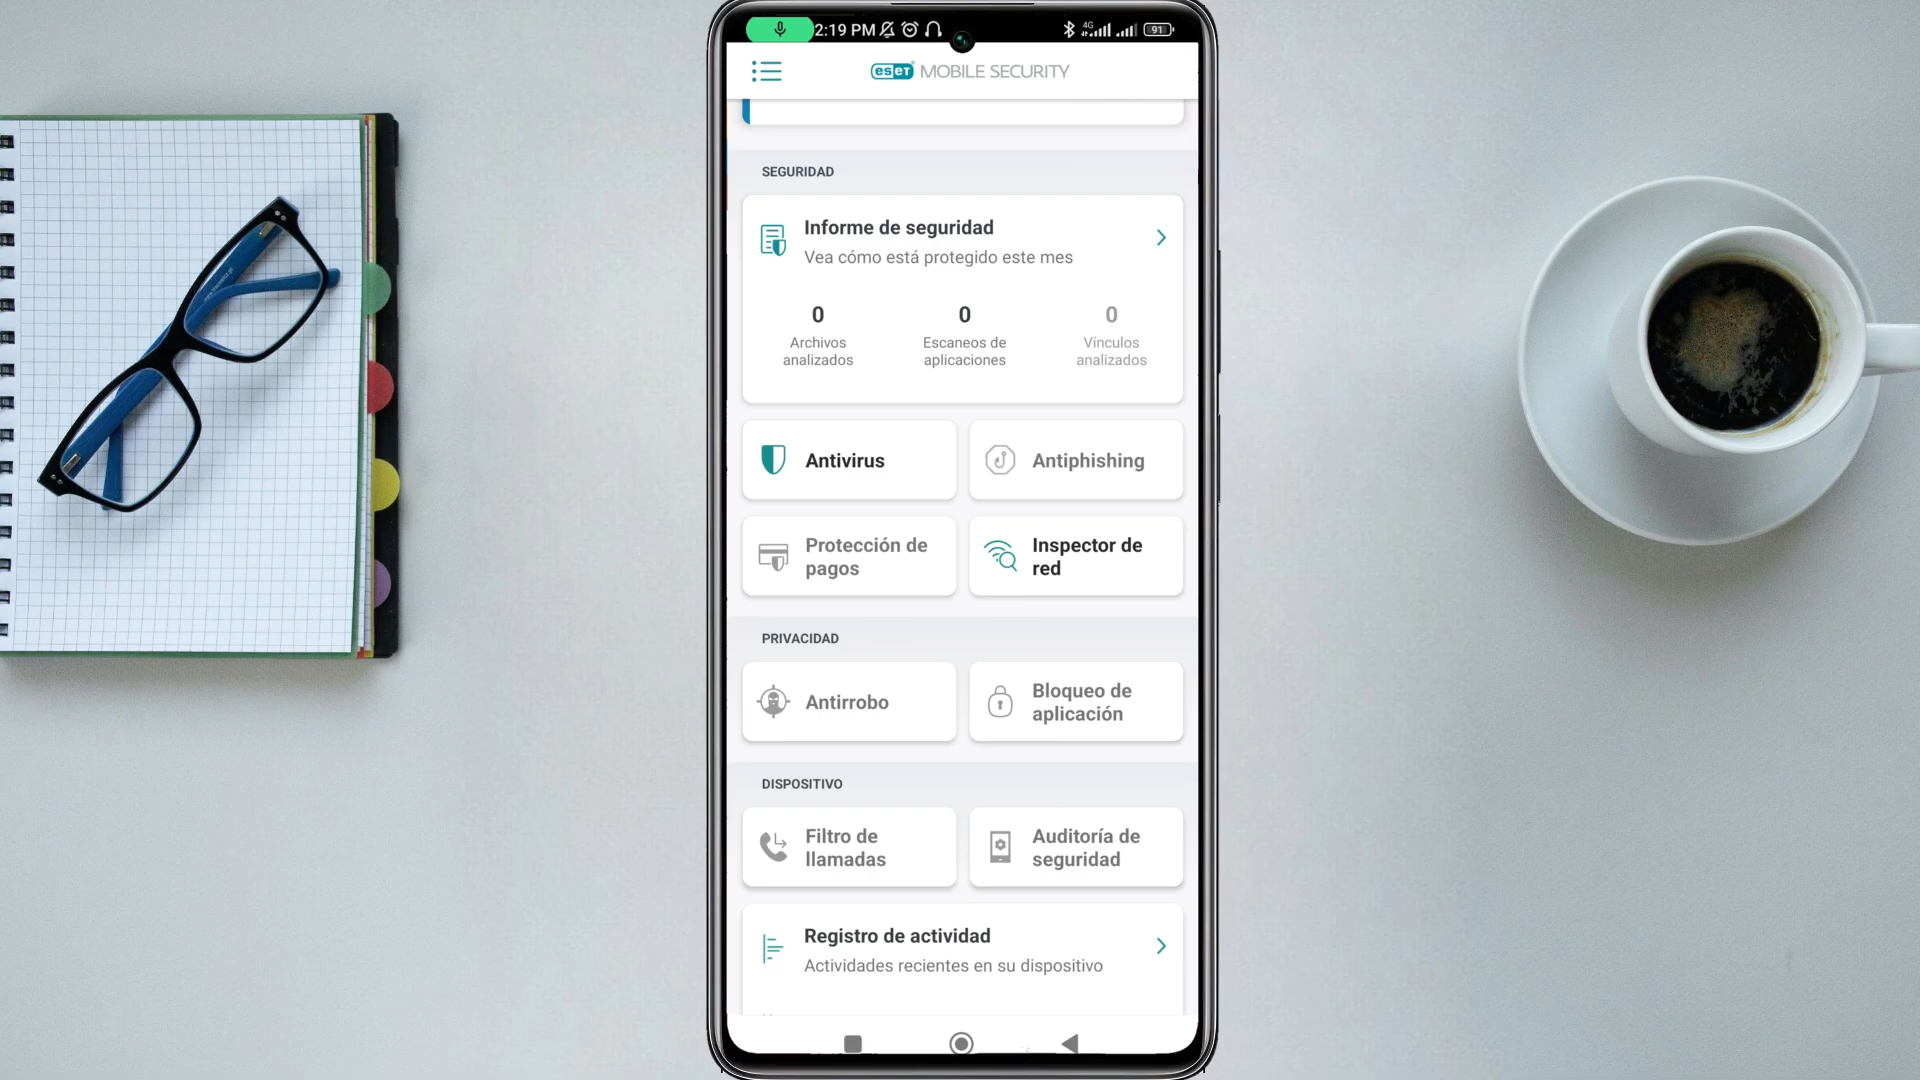 2:19 PM
4G
91
eset MOBILE SECURITY
SEGURIDAD
Informe de seguridad
Vea cómo está protegido este mes
0
0
0
Archivos analizados
Escaneos de aplicaciones
Vínculos analizados
Antivirus
Antiphishing
Protección de pagos
Inspector de red
PRIVACIDAD
Antirrobo
Bloqueo de aplicación
DISPOSITIVO
Filtro de llamadas
Auditoría de seguridad
Registro de actividad
Actividades recientes en su dispositivo